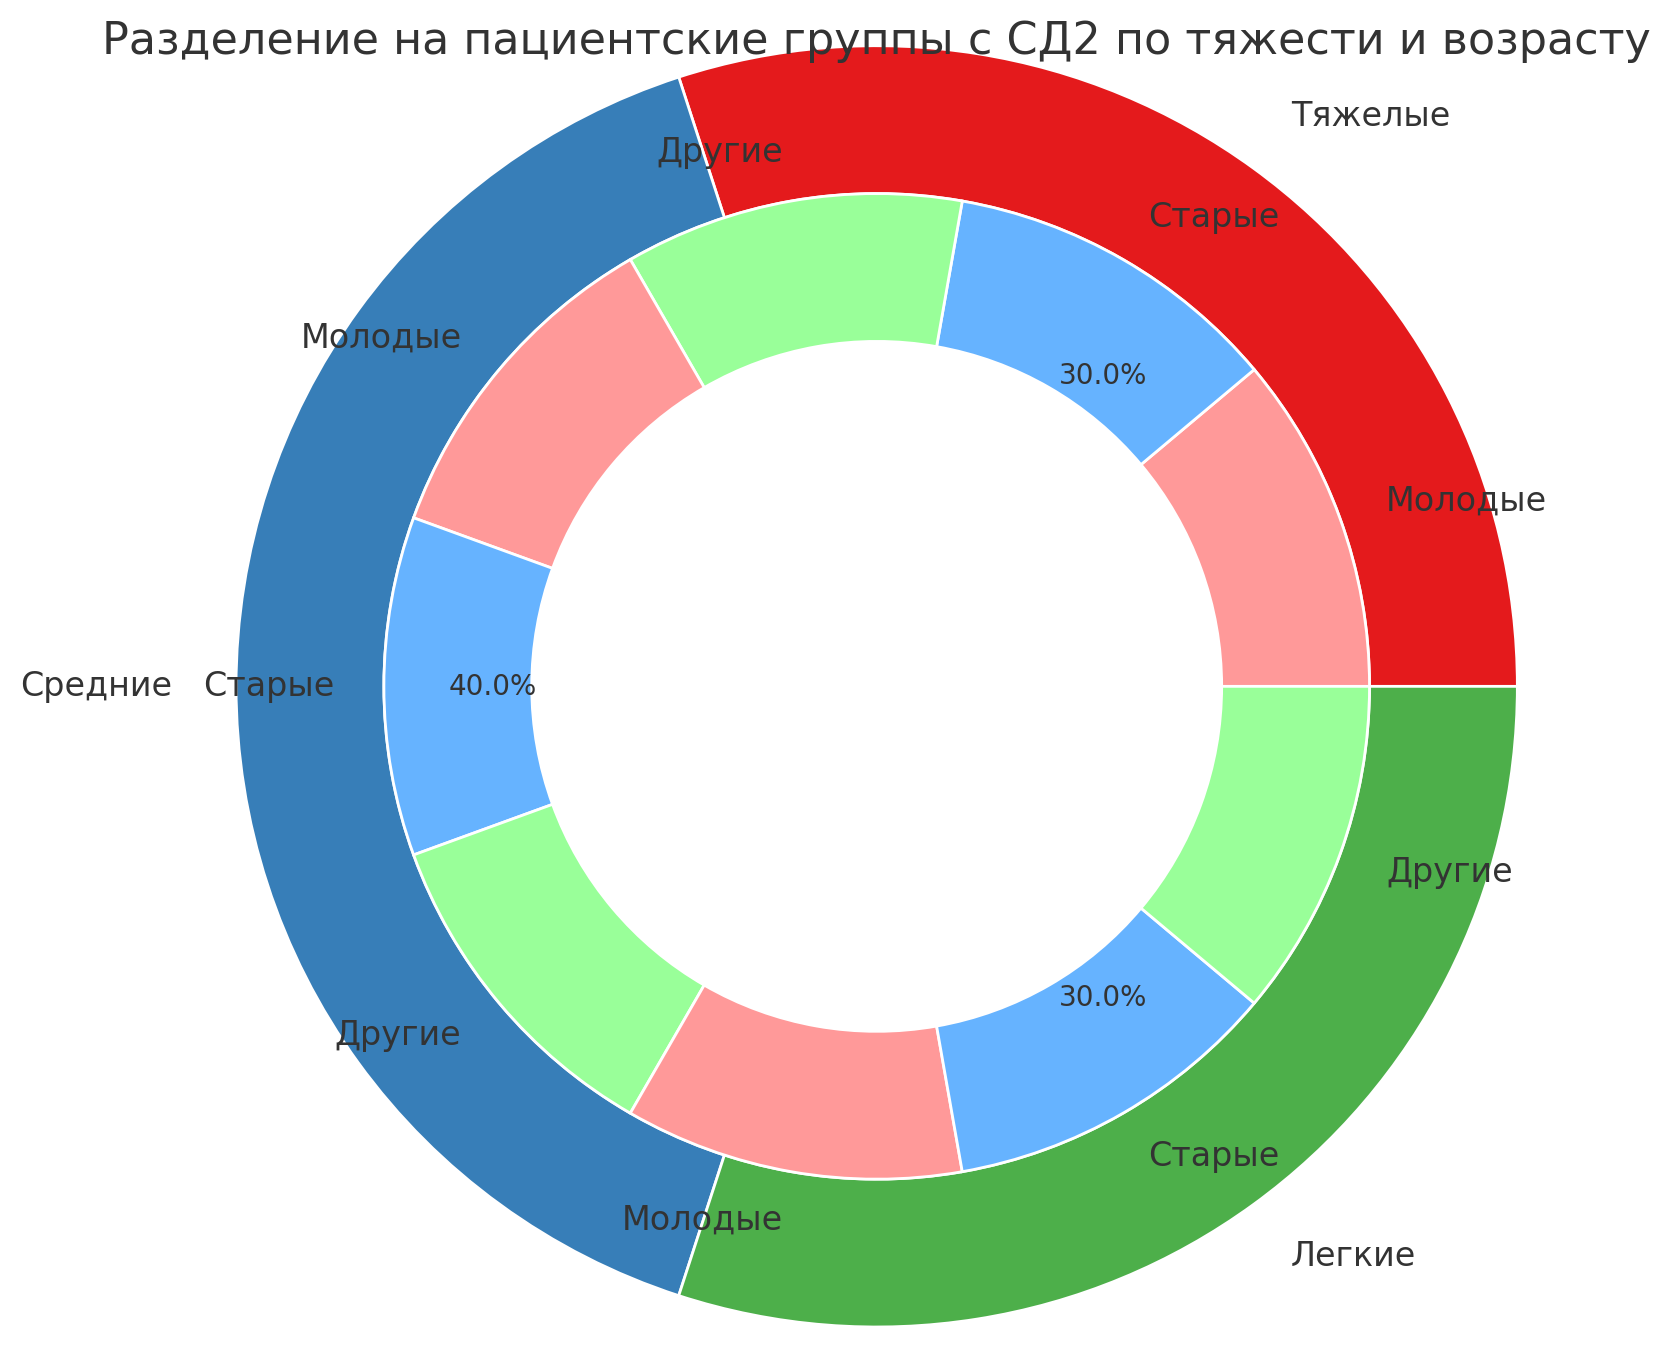 Разделение на пациентские группы с СД2 по тяжести и возрасту
Тяжелые
Другие
Старые
Молодые
30.0%
Молодые
Средние
Старые
40.0%
Другие
Другие
30.0%
Старые
Молодые
Легкие